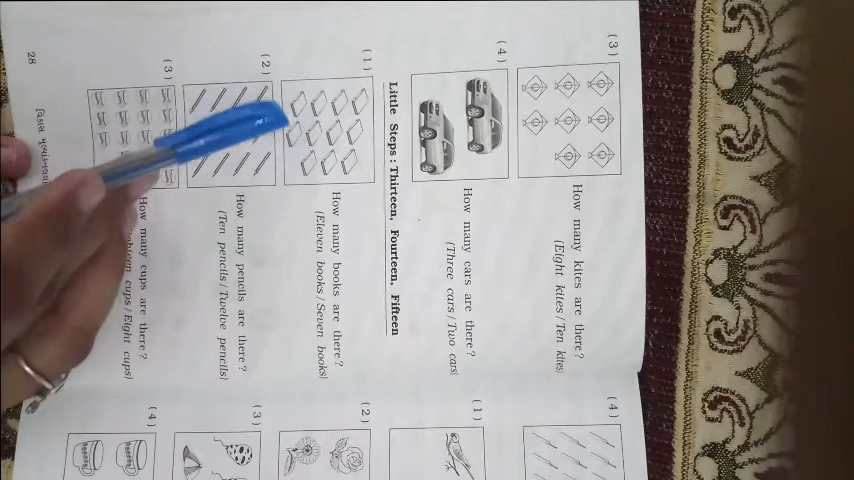 (3)
How many kites are there?
(Eight kites / Ten kites
(4)
How many cars are there?
(Three cars / Two cars)
Little Steps : Thirteen, Fourteen, Fifteen
(1)
How many books are there?
(Eleven books / Seven books)
(2)
How many pencils are there?
(Ten pencils / Twelve pencils)
(3)
How many cups are there?
cups / Eight cups)
28
(4)
(1)
(2)
(3)
(4)